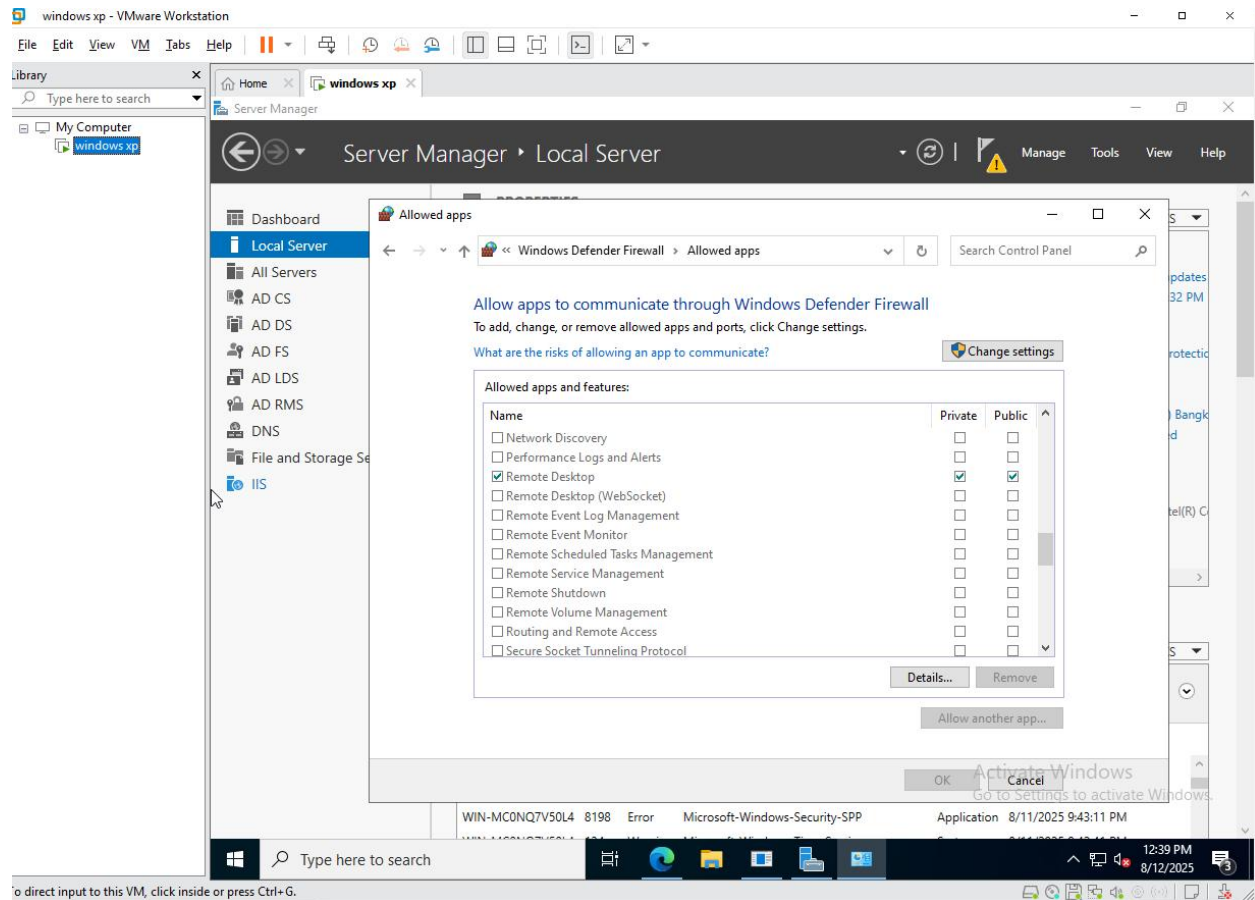 windows xp - VMware Workstation
File Edit View VM Tabs Help
Library
Type here to search
My Computer
windows xp
Home
windows xp
Server Manager
Server Manager • Local Server
Manage Tools View Help
Dashboard
Local Server
All Servers
AD CS
AD DS
AD FS
AD LDS
AD RMS
DNS
File and Storage Se
IIS
PROPERTIES
Allowed apps
« Windows Defender Firewall > Allowed apps
Search Control Panel
Allow apps to communicate through Windows Defender Firewall
To add, change, or remove allowed apps and ports, click Change settings.
What are the risks of allowing an app to communicate?
Change settings
Allowed apps and features:
Name Private Public
Network Discovery
Performance Logs and Alerts
Remote Desktop
Remote Desktop (WebSocket)
Remote Event Log Management
Remote Event Monitor
Remote Scheduled Tasks Management
Remote Service Management
Remote Shutdown
Remote Volume Management
Routing and Remote Access
Secure Socket Tunneling Protocol
Details... Remove
Allow another app...
OK Cancel
S
pdates
32 PM
rotectic
) Bangk
d
tel(R) C
S
Activate Windows
Go to Settings to activate Windows.
WIN-MC0NQ7V50L4 8198 Error Microsoft-Windows-Security-SPP Application 8/11/2025 9:43:11 PM
Type here to search
12:39 PM
8/12/2025
3
o direct input to this VM, click inside or press Ctrl+G.